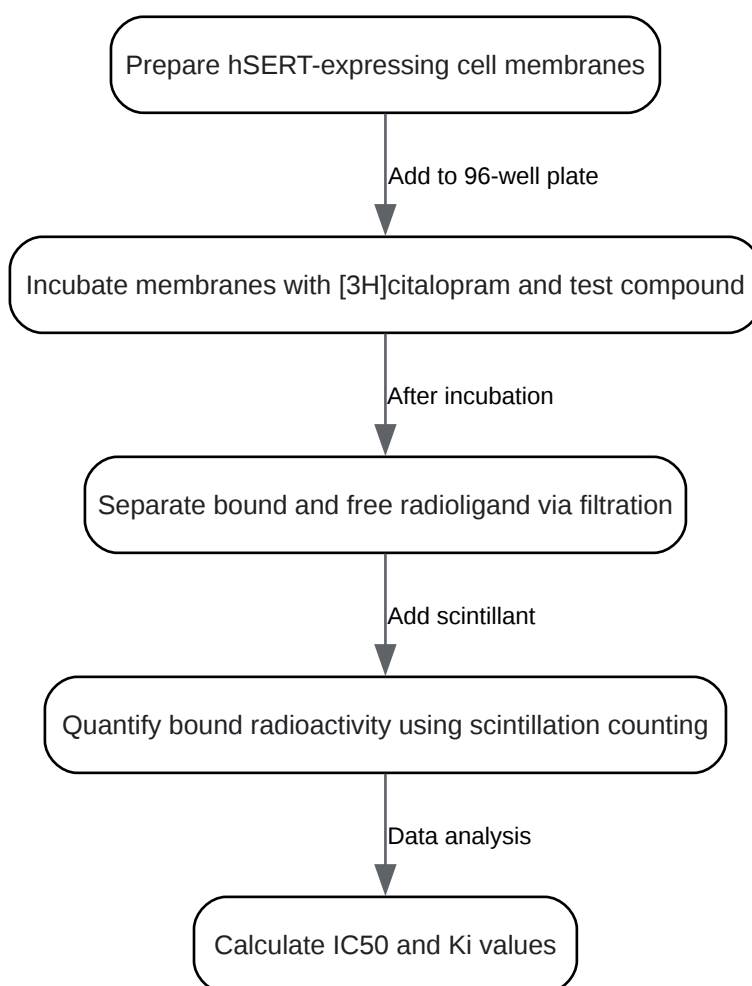 Prepare hSERT-expressing cell membranes
Add to 96-well plate
Incubate membranes with [3H]citalopram and test compound
After incubation
Separate bound and free radioligand via filtration
Add scintillant
Quantify bound radioactivity using scintillation counting
Data analysis
Calculate IC50 and Ki values